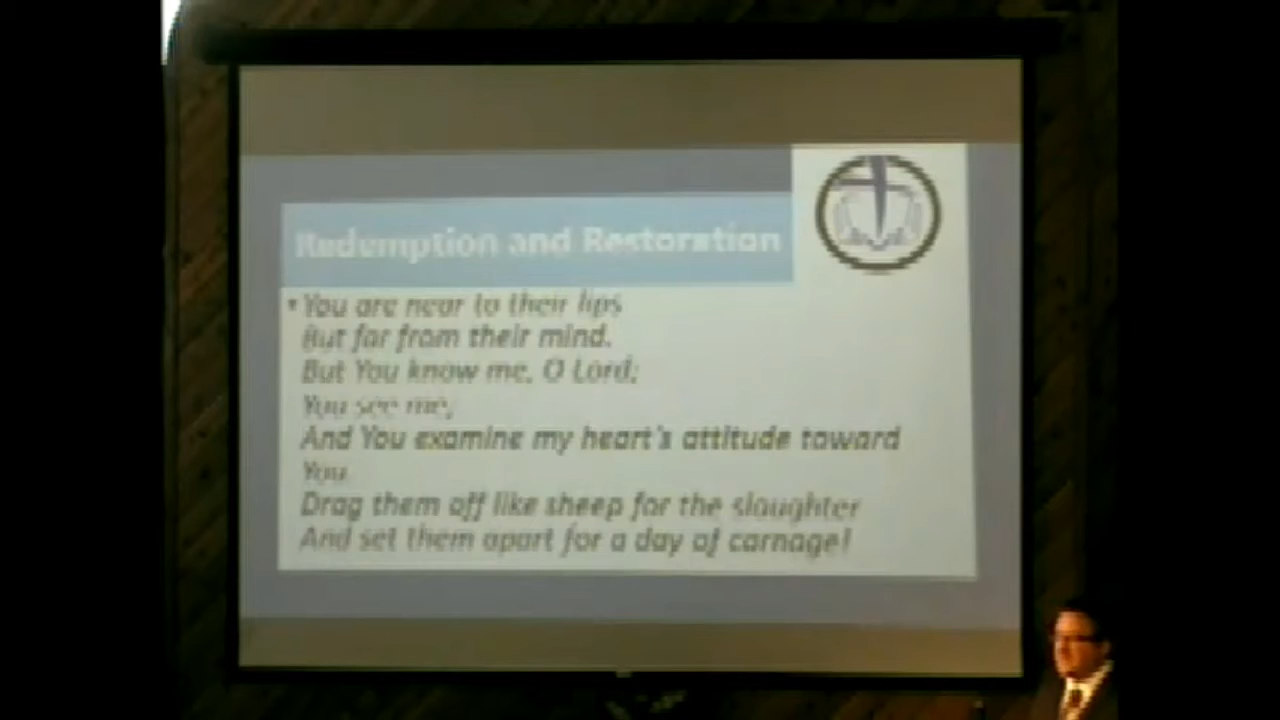 Redemption and Restoration
• You are near to their lips
But far from their mind.
But You know me, O Lord;
You see me;
And You examine my heart's attitude toward
You.
Drag them off like sheep for the slaughter
And set them apart for a day of carnage!